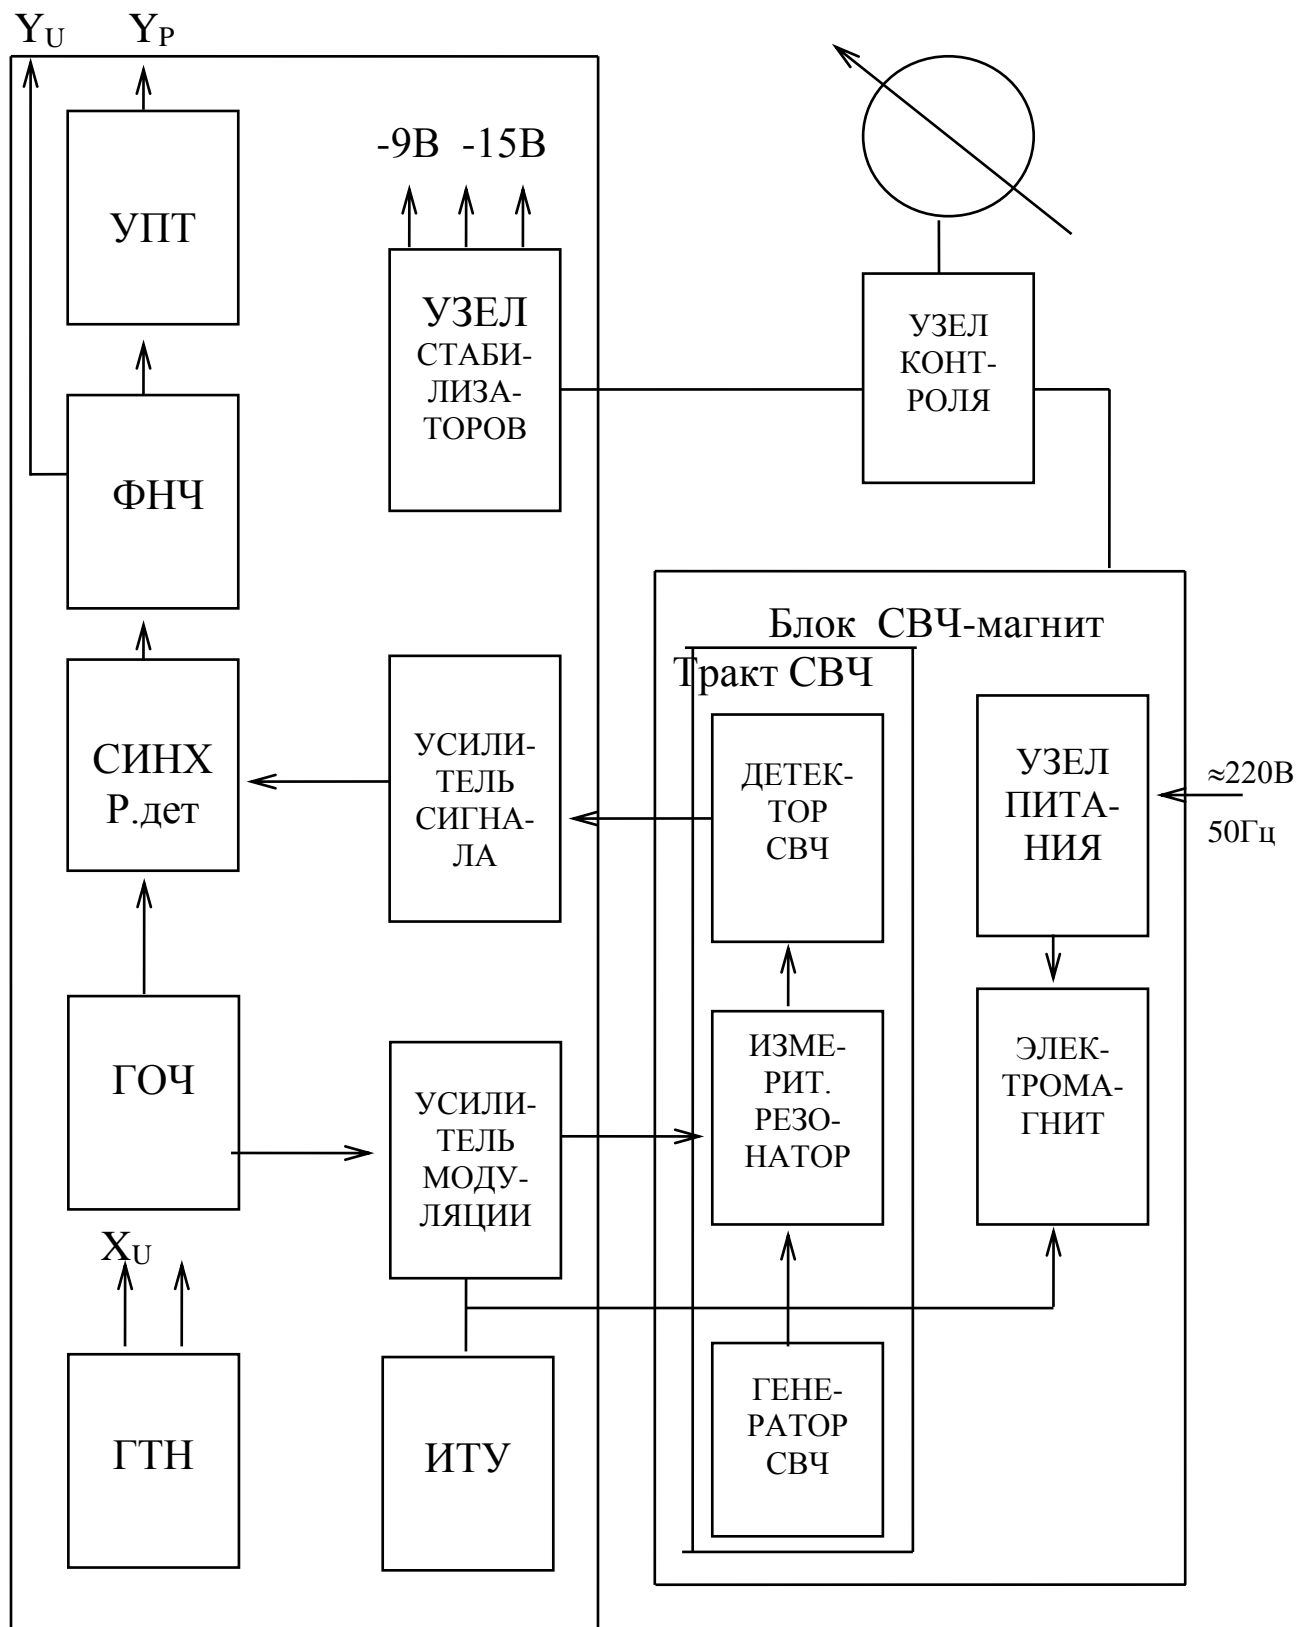 YU YP
-9В -15В
УПТ
УЗЕЛ
СТАБИ-
ЛИЗА-
ТОРОВ
УЗЕЛ
КОНТ-
РОЛЯ
ФНЧ
Блок СВЧ-магнит
Тракт СВЧ
СИНХ
Р.дет
УСИЛИ-
ТЕЛЬ
СИГНА-
ЛА
ДЕТЕК-
ТОР
СВЧ
УЗЕЛ
ПИТА-
НИЯ
≈220В
50Гц
ГОЧ
УСИЛИ-
ТЕЛЬ
МОДУ-
ЛЯЦИИ
ИЗМЕ-
РИТ.
РЕЗО-
НАТОР
ЭЛЕК-
ТРОМА-
ГНИТ
XU
ГТН
ИТУ
ГЕНЕ-
РАТОР
СВЧ